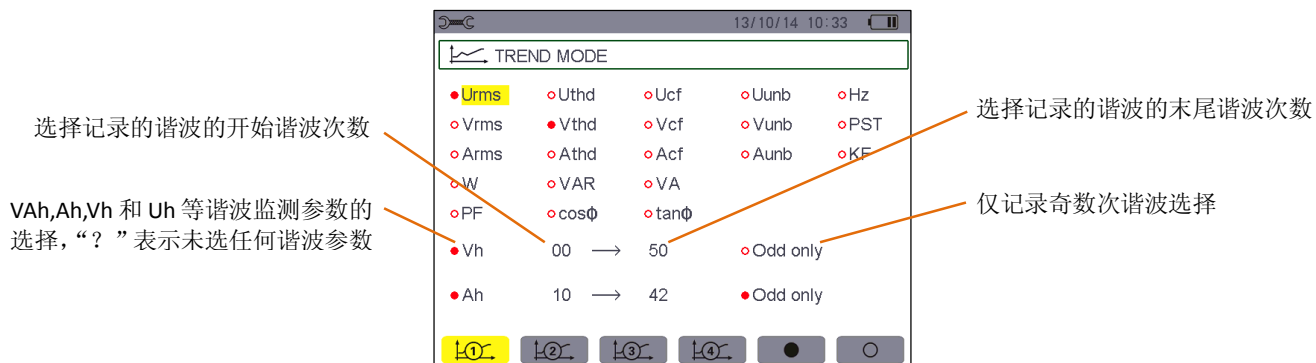 13/10/14 10:33
TREND MODE
Urms Uthd Ucf Uunb Hz
Vrms Vthd Vcf Vunb PST
Arms Athd Acf Aunb KF
W VAR VA
PF cosΦ tanΦ
Vh 00 → 50 Odd only
Ah 10 → 42 Odd only
1 2 3 4
选择记录的谐波的开始谐波次数
VAh,Ah,Vh 和 Uh 等谐波监测参数的
选择，“？”表示未选任何谐波参数
选择记录的谐波的末尾谐波次数
仅记录奇数次谐波选择